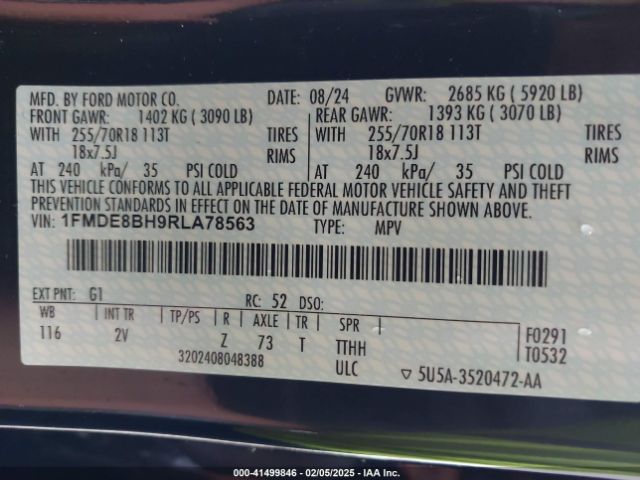 MFD. BY FORD MOTOR CO. DATE: 08/24 GVWR: 2685 KG ( 5920 LB)
FRONT GAWR: 1402 KG ( 3090 LB) REAR GAWR: 1393 KG ( 3070 LB)
WITH 255/70R18 113T TIRES WITH 255/70R18 113T TIRES
18x7.5J RIMS 18x7.5J RIMS
AT 240 kPa/ 35 PSI COLD AT 240 kPa/ 35 PSI COLD
THIS VEHICLE CONFORMS TO ALL APPLICABLE FEDERAL MOTOR VEHICLE SAFETY AND THEFT
PREVENTION STANDARDS IN EFFECT ON THE DATE OF MANUFACTURE SHOWN ABOVE.
VIN: 1FMDE8BH9RLA78563 TYPE: MPV
EXT PNT: G1 RC: 52 DSO:
WB INT TR TP/PS R AXLE TR SPR F0291
116 2V Z 73 T TTHH T0532
3202408048388 ULC ▽ 5U5A-3520472-AA
000-41499846 - 02/05/2025 - IAA Inc.